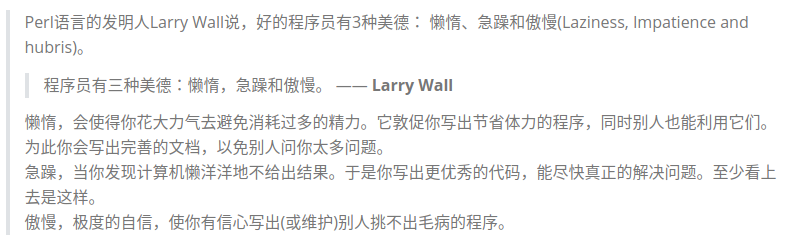 Perl语言的发明人Larry Wall说，好的程序员有3种美德： 懒惰、急躁和傲慢(Laziness, Impatience and
hubris)。
程序员有三种美德：懒惰，急躁和傲慢。 —— Larry Wall
懒惰，会使得你花大力气去避免消耗过多的精力。它敦促你写出节省体力的程序，同时别人也能利用它们。
为此你会写出完善的文档，以免别人问你太多问题。
急躁，当你发现计算机懒洋洋地不给出结果。于是你写出更优秀的代码，能尽快真正的解决问题。至少看上
去是这样。
傲慢，极度的自信，使你有信心写出(或维护)别人挑不出毛病的程序。